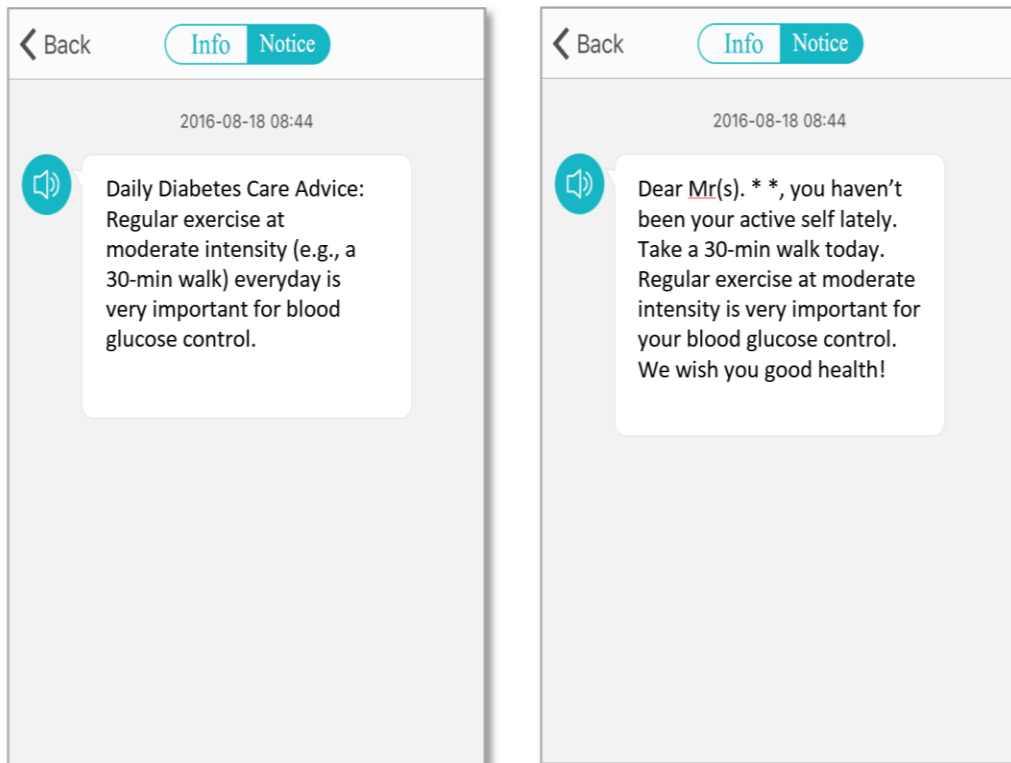 Back
Info Notice
2016-08-18 08:44
Daily Diabetes Care Advice:
Regular exercise at
moderate intensity (e.g., a
30-min walk) everyday is
very important for blood
glucose control.
Back
Info Notice
2016-08-18 08:44
Dear Mr(s). * *, you haven’t
been your active self lately.
Take a 30-min walk today.
Regular exercise at moderate
intensity is very important for
your blood glucose control.
We wish you good health!